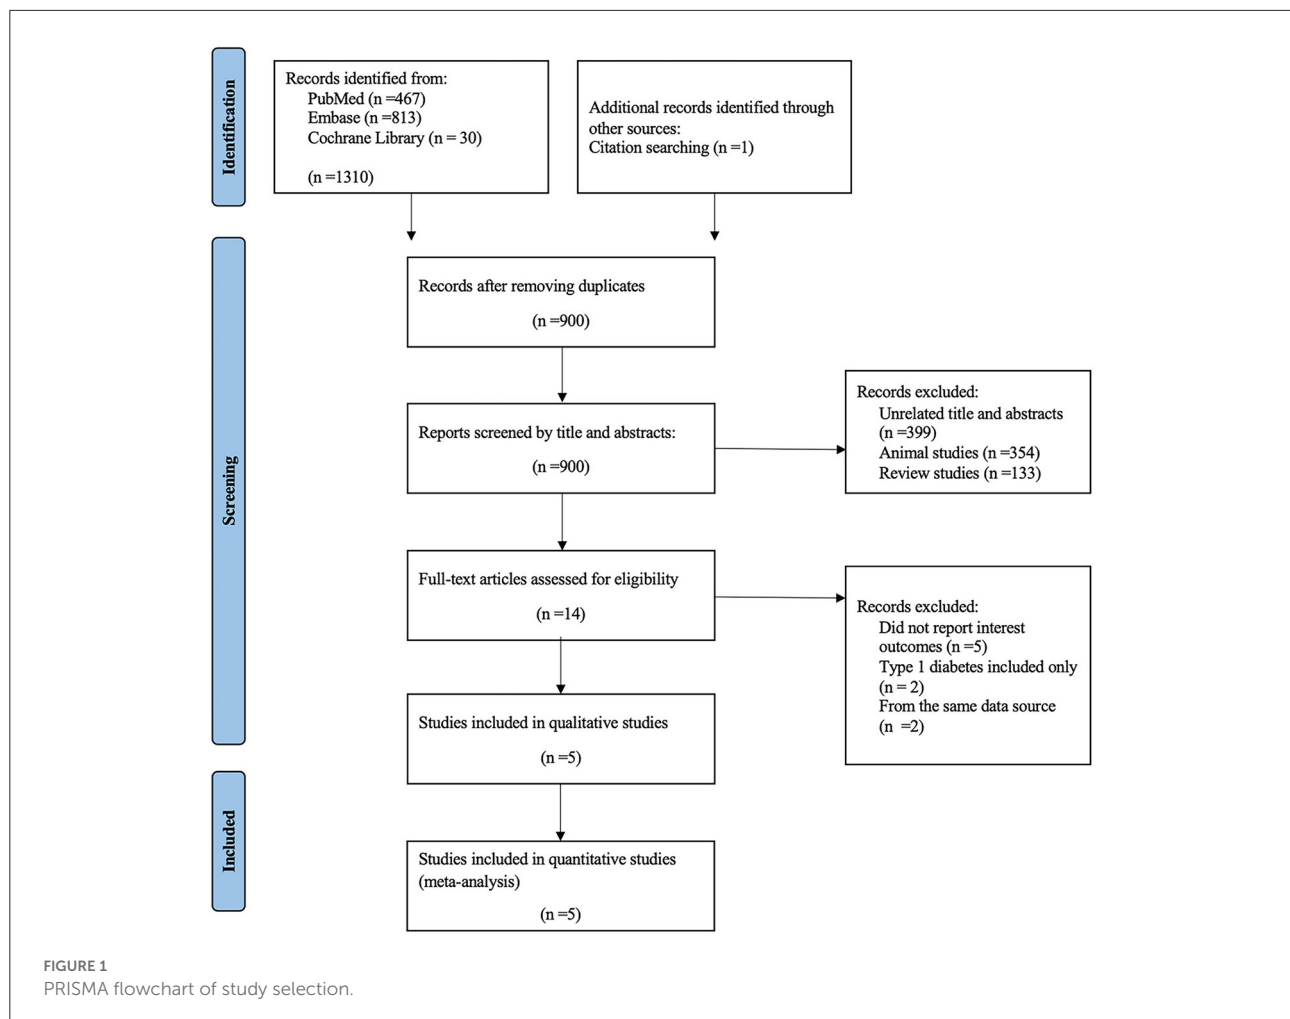 Identification
Records identified from:
PubMed (n =467)
Embase (n =813)
Cochrane Library (n = 30)
(n =1310)
Additional records identified through
other sources:
Citation searching (n =1)
Screening
Records after removing duplicates
(n =900)
Reports screened by title and abstracts:
(n =900)
Records excluded:
Unrelated title and abstracts
(n =399)
Animal studies (n =354)
Review studies (n =133)
Full-text articles assessed for eligibility
(n =14)
Records excluded:
Did not report interest
outcomes (n =5)
Type 1 diabetes included only
(n = 2)
From the same data source
(n =2)
Studies included in qualitative studies
(n =5)
Included
Studies included in quantitative studies
(meta-analysis)
(n =5)
FIGURE 1
PRISMA flowchart of study selection.